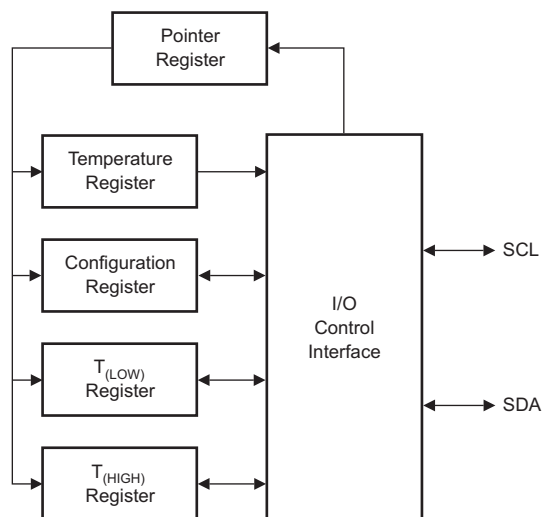 Pointer
Register
Temperature
Register
Configuration
Register
T(LOW)
Register
T(HIGH)
Register
I/O
Control
Interface
SCL
SDA